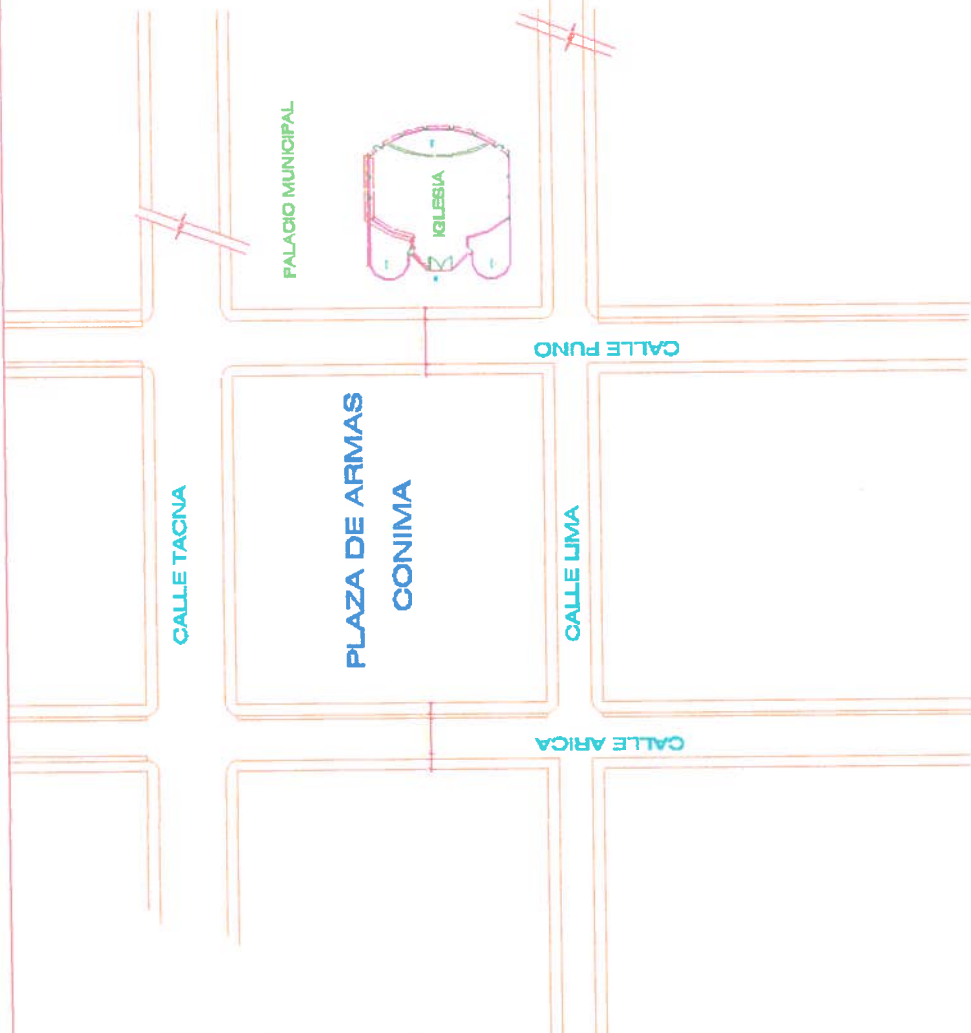 PALACIO MUNICIPAL
IGLESIA
CALLE PUNO
PLAZA DE ARMAS
CONIMA
CALLE TACNA
CALLE LIMA
CALLE ARICA